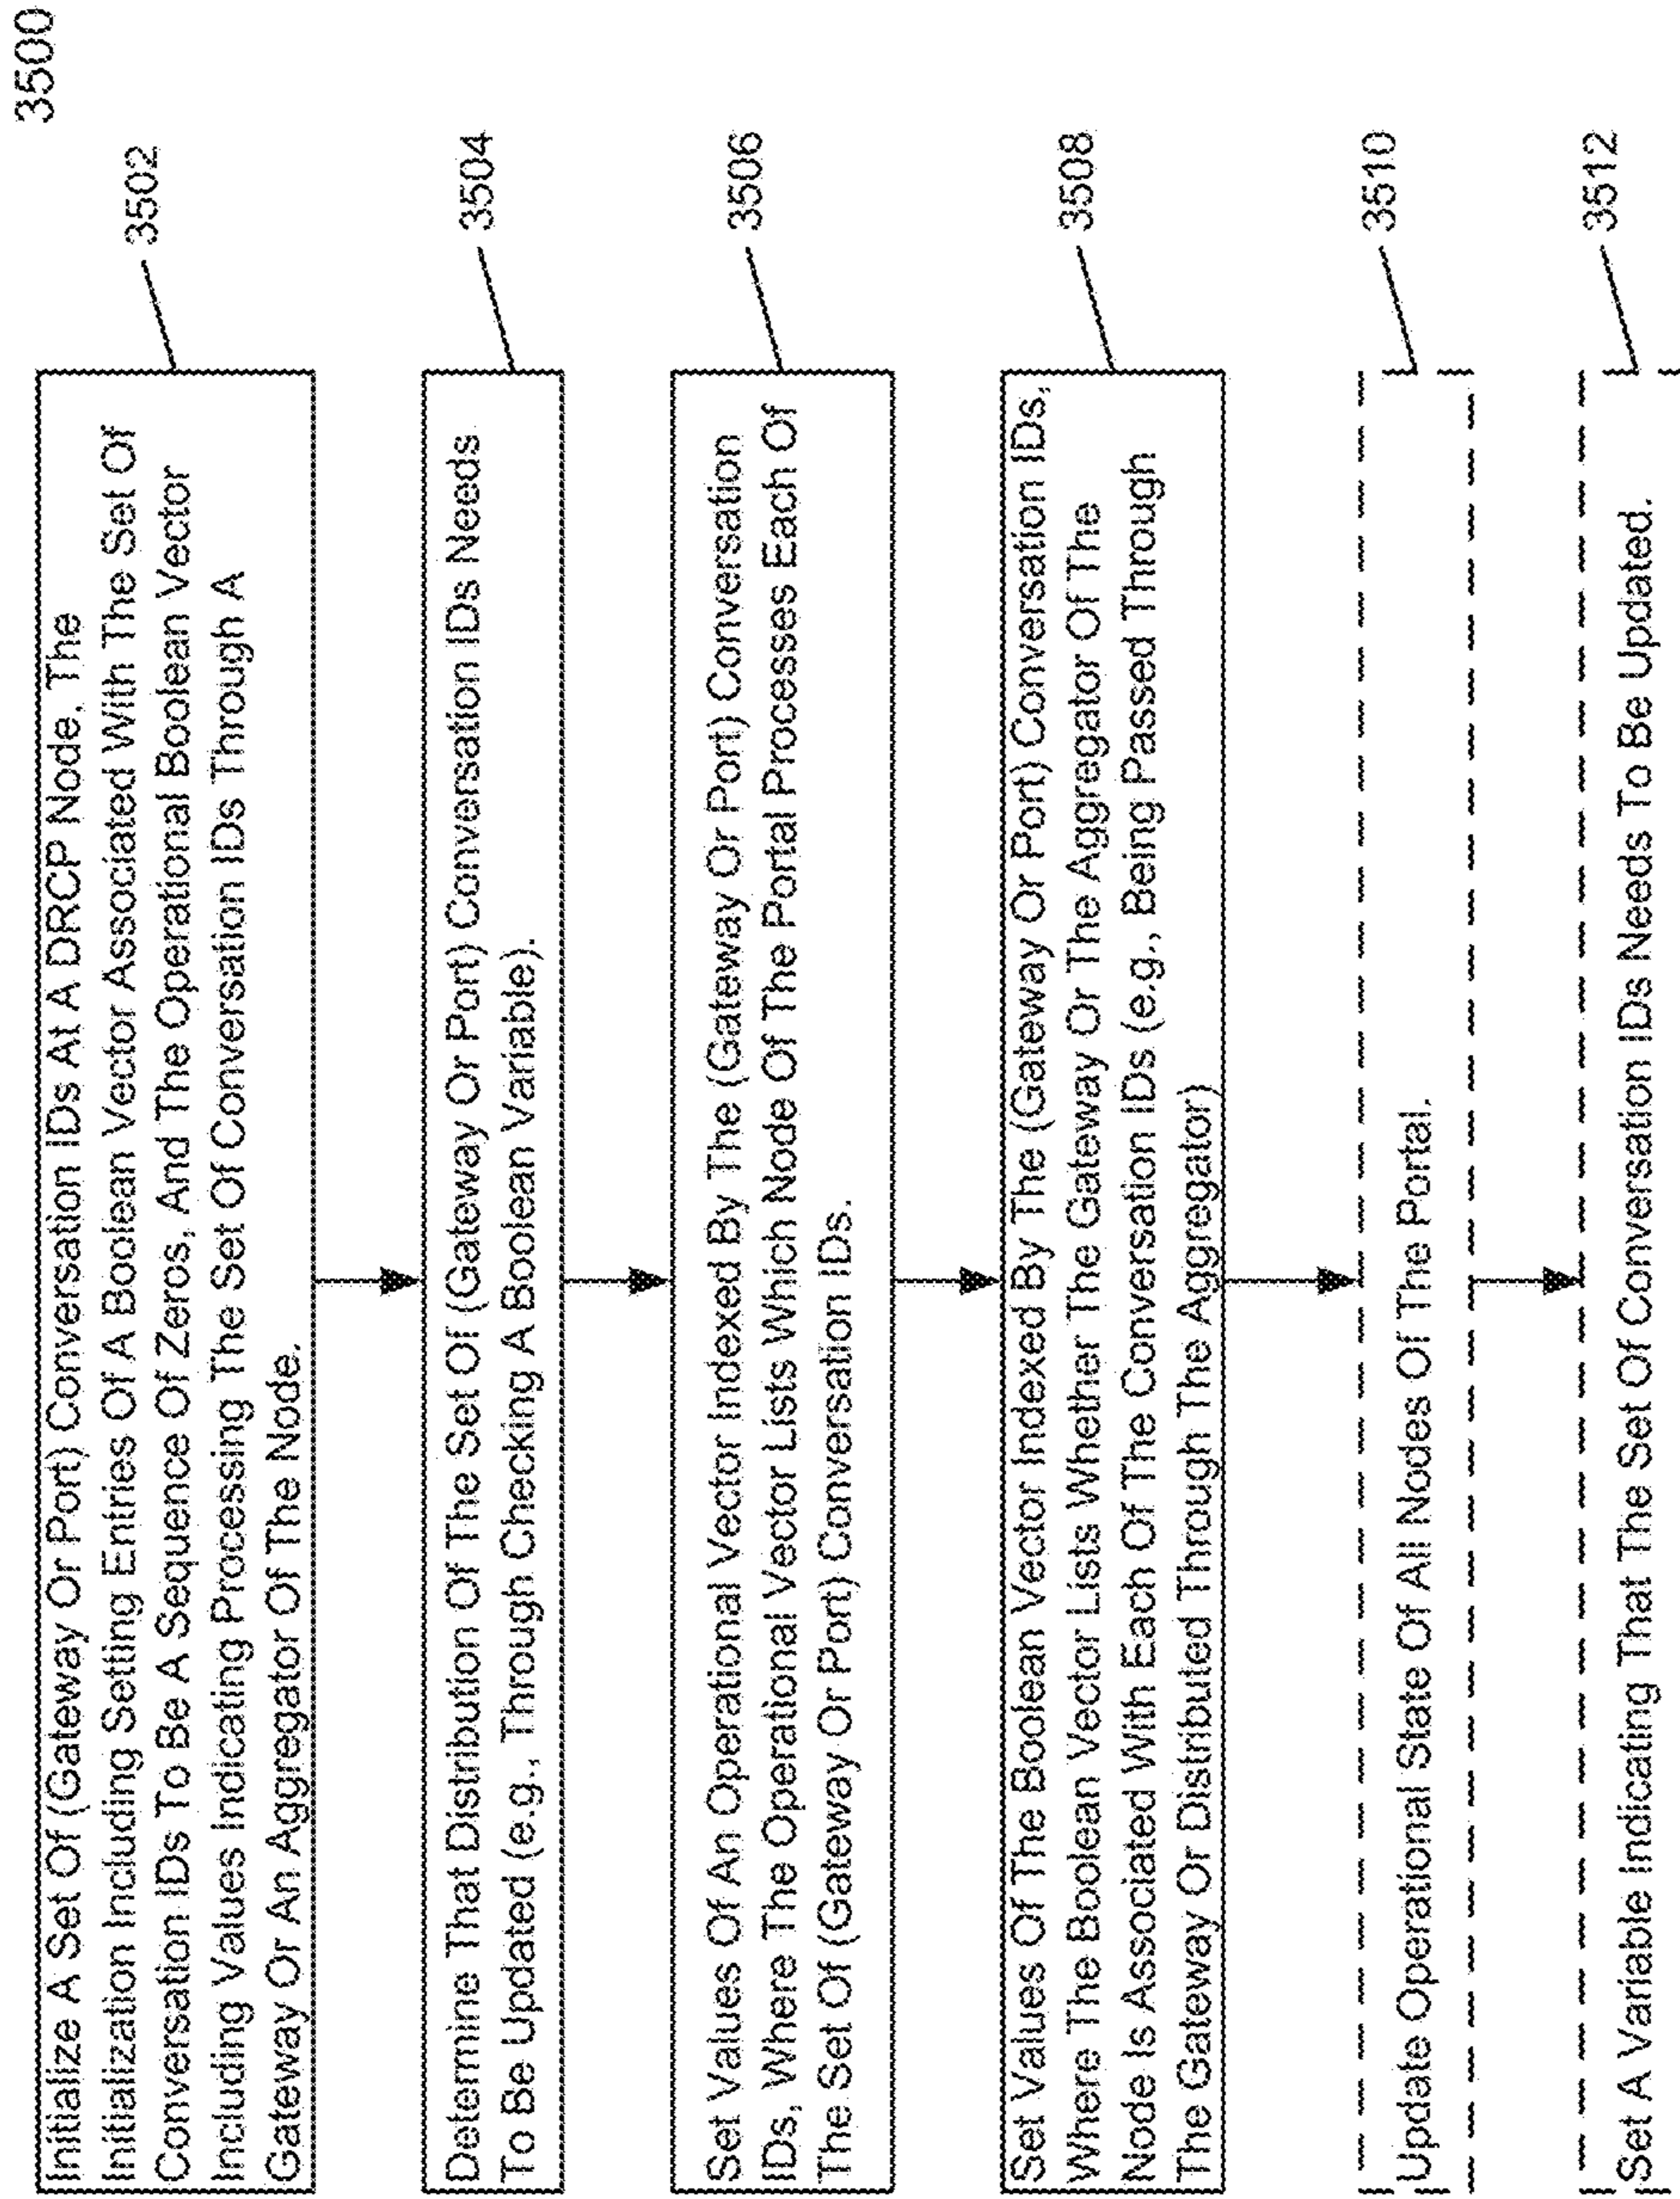 3500
Initialize A Set Of (Gateway Or Port) Conversation IDs At A DRCP Node, The
Initialization Including Setting Entries Of A Boolean Vector Associated With The Set Of
Conversation IDs To Be A Sequence Of Zeros, And The Operational Boolean Vector
Including Values Indicating Processing The Set Of Conversation IDs Through A
Gateway Or An Aggregator Of The Node.
3502
Determine That Distribution Of The Set Of (Gateway Or Port) Conversation IDs Needs
To Be Updated (e.g., Through Checking A Boolean Variable).
3504
Set Values Of An Operational Vector Indexed By The (Gateway Or Port) Conversation
IDs, Where The Operational Vector Lists Which Node Of The Portal Processes Each Of
The Set Of (Gateway Or Port) Conversation IDs.
3506
Set Values Of The Boolean Vector Indexed By The (Gateway Or Port) Conversation IDs,
Where The Boolean Vector Lists Whether The Gateway Or The Aggregator Of The
Node Is Associated With Each Of The Conversation IDs (e.g., Being Passed Through
The Gateway Or Distributed Through The Aggregator)
3508
Update Operational State Of All Nodes Of The Portal.
3510
Set A Variable Indicating That The Set Of Conversation IDs Needs To Be Updated.
3512